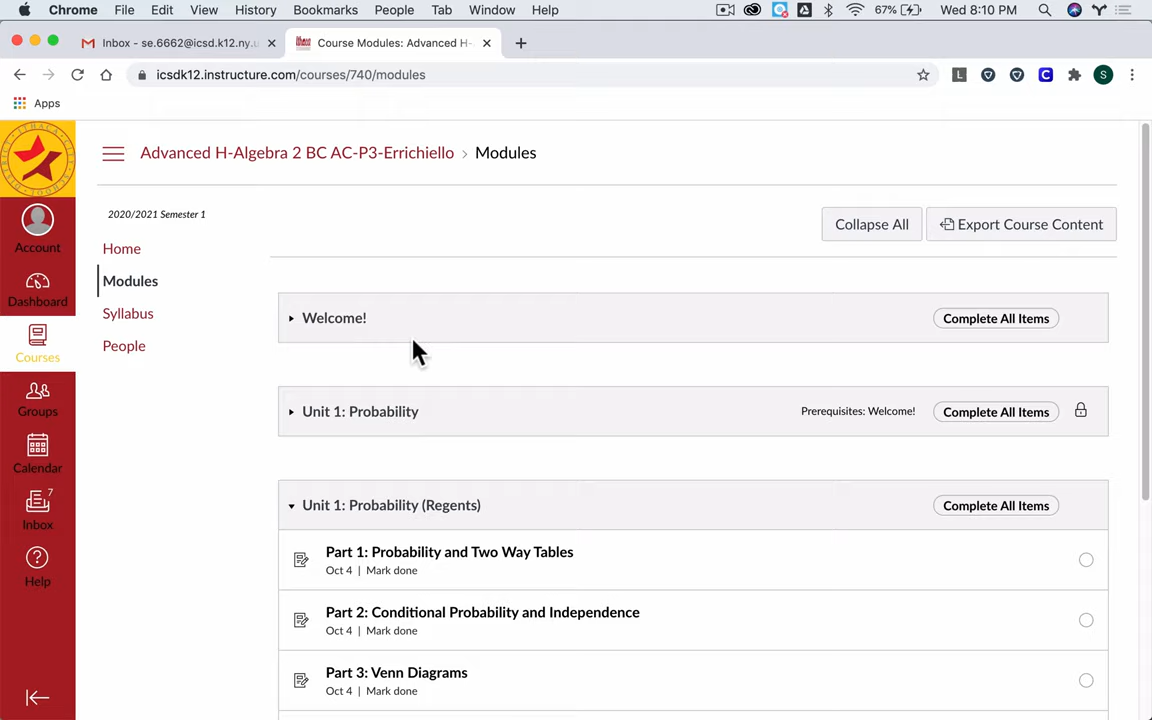 Chrome File Edit View History Bookmarks People Tab Window Help 67% Wed 8:10 PM
Inbox - se.6662@icsd.k12.ny.u Course Modules: Advanced H-
icsdk12.instructure.com/courses/740/modules L C S
Apps
Advanced H-Algebra 2 BC AC-P3-Errichiello > Modules
2020/2021 Semester 1
Collapse All Export Course Content
Home
Modules
Syllabus
People
Account
Dashboard
Courses
Groups
Calendar
7
Inbox
Help
Welcome! Complete All Items
Unit 1: Probability Prerequisites: Welcome! Complete All Items
Unit 1: Probability (Regents) Complete All Items
Part 1: Probability and Two Way Tables
Oct 4 | Mark done
Part 2: Conditional Probability and Independence
Oct 4 | Mark done
Part 3: Venn Diagrams
Oct 4 | Mark done